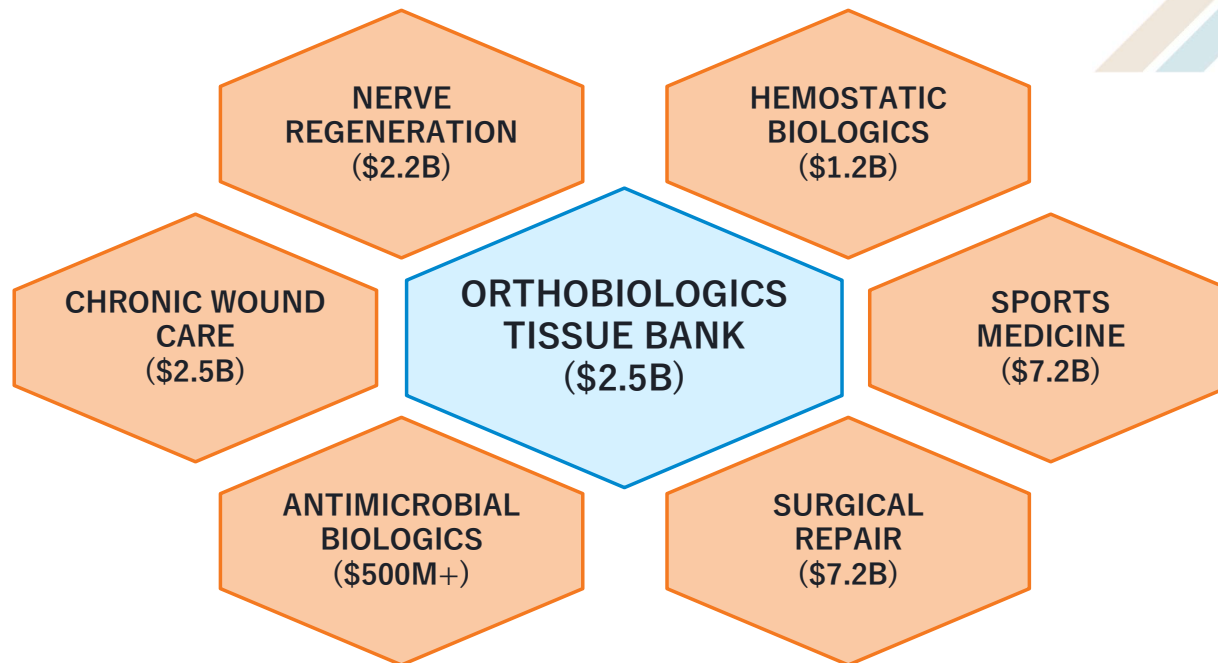 NERVE
REGENERATION
($2.2B)
HEMOSTATIC
BIOLOGICS
($1.2B)
CHRONIC WOUND
CARE
($2.5B)
ORTHOBIOLOGICS
TISSUE BANK
($2.5B)
SPORTS
MEDICINE
($7.2B)
ANTIMICROBIAL
BIOLOGICS
($500M+)
SURGICAL
REPAIR
($7.2B)